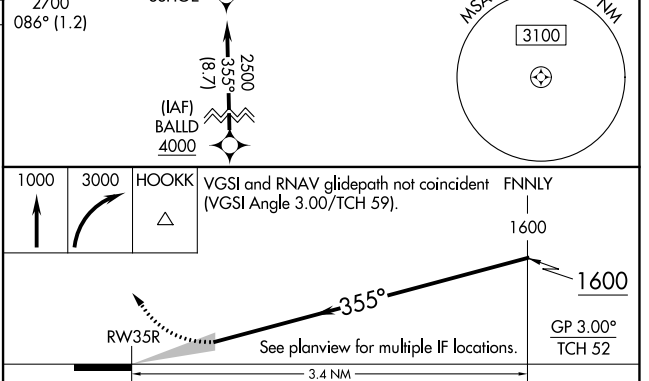 2700
086° (1.2)
2500
355°
(8.7)
(IAF)
BALLD
4000
MSA
NM
3100
1000
3000
HOOKK
VGSI and RNAV glidepath not coincident
(VGSI Angle 3.00/TCH 59).
FNNLY
1600
1600
355°
RW35R
See planview for multiple IF locations.
GP 3.00°
TCH 52
3.4 NM